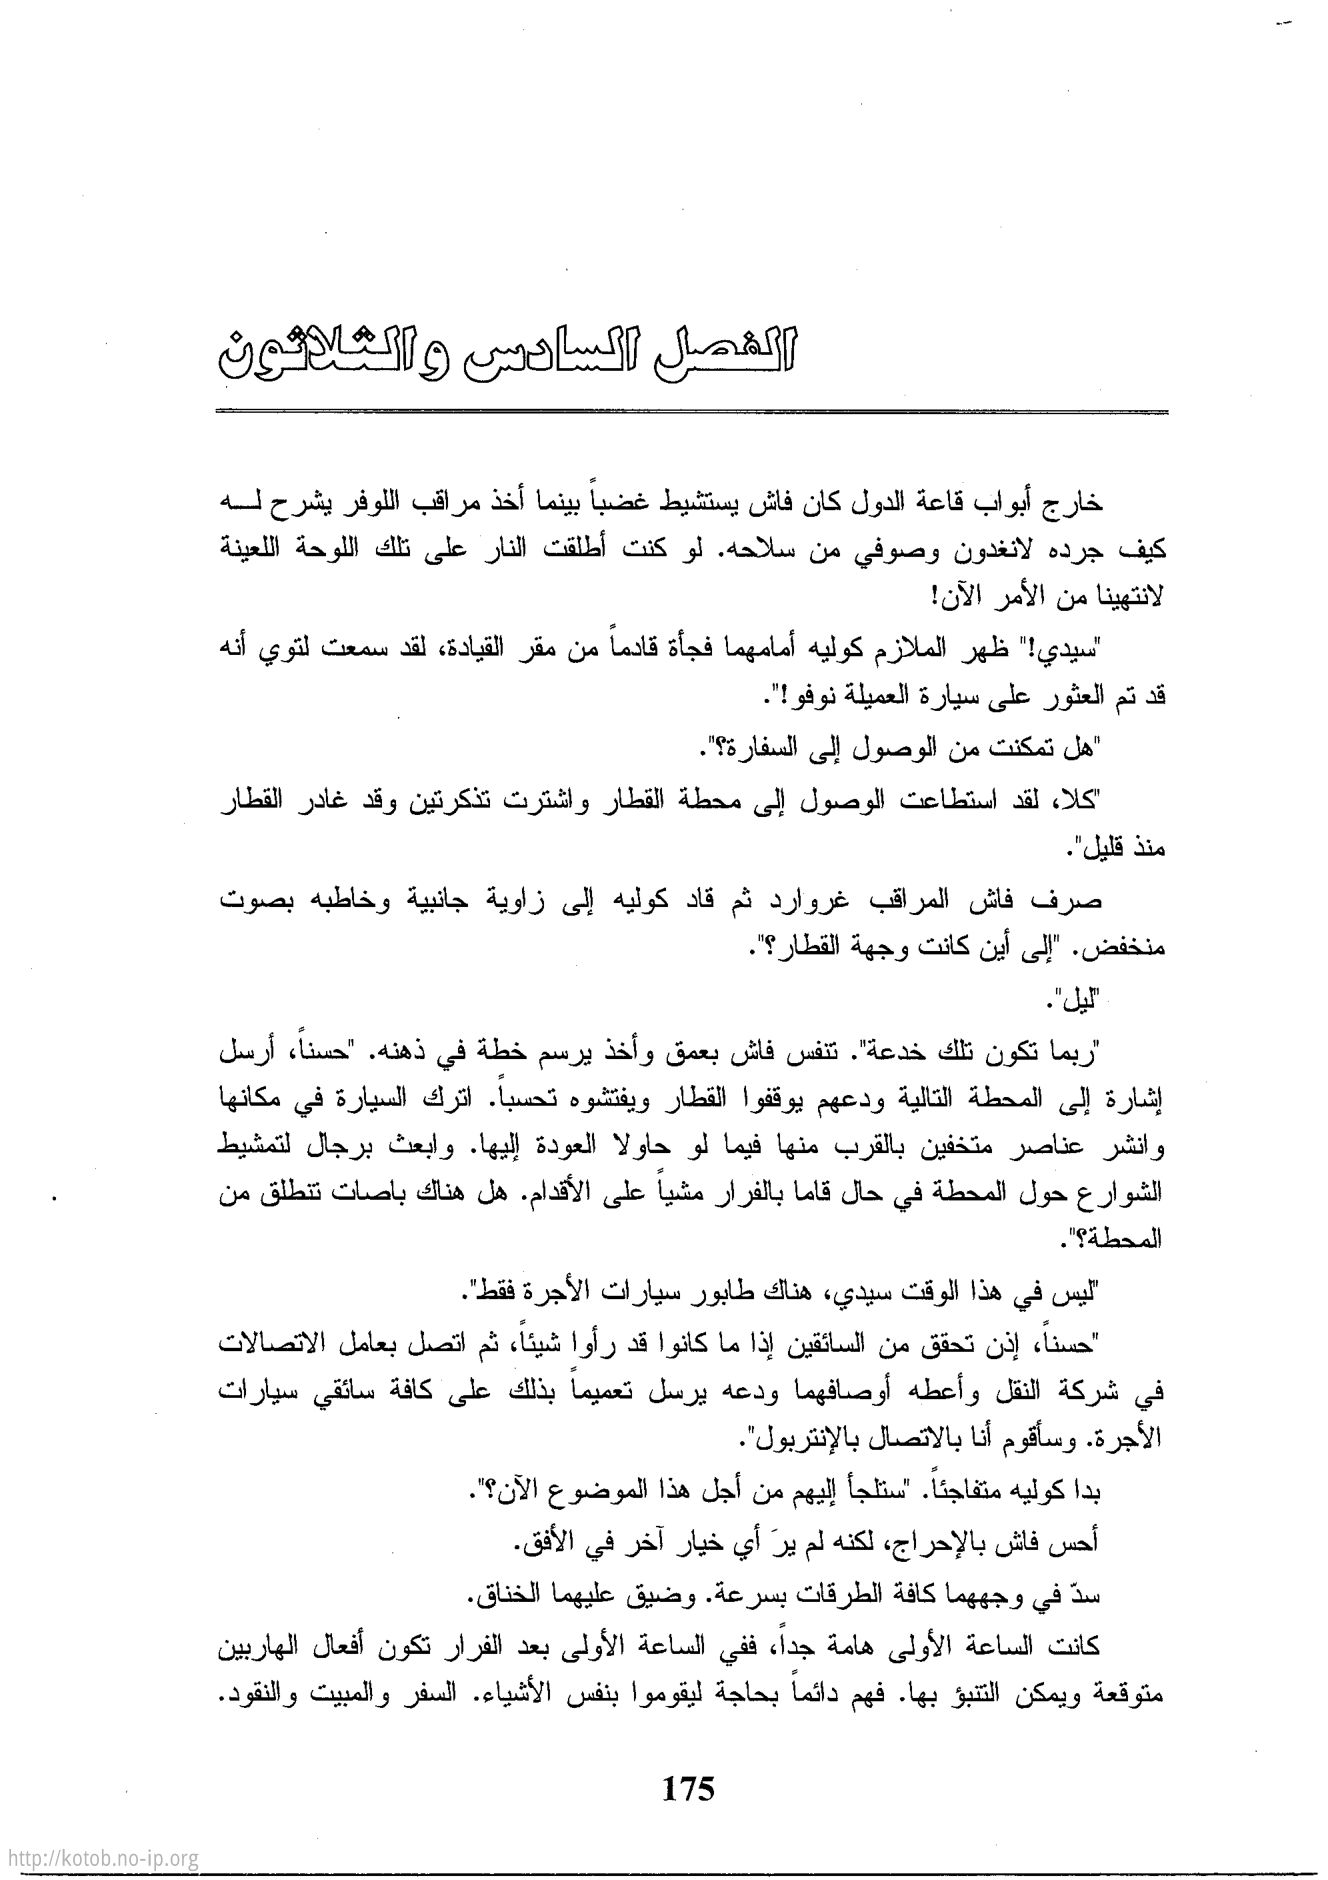 الفصل السادس والثلاثون
خارج أبواب قاعة الدول كان فاش يستشيط غضباً بينما أخذ مراقب اللوفر يشرح لـــه
كيف جرده لانغدون وصوفي من سلاحه. لو كنت أطلقت النار على تلك اللوحة اللعينة
لانتهينا من الأمر الآن!
"سيدي!" ظهر الملازم كوليه أمامهما فجأة قادماً من مقر القيادة، لقد سمعت لتوي أنه
قد تم العثور على سيارة العميلة نوفو!".
"هل تمكنت من الوصول إلى السفارة؟".
"كلا، لقد استطاعت الوصول إلى محطة القطار واشترت تذكرتين وقد غادر القطار
منذ قليل".
صرف فاش المراقب غروارد ثم قاد كوليه إلى زاوية جانبية وخاطبه بصوت
منخفض. "إلى أين كانت وجهة القطار؟".
"ليل".
"ربما تكون تلك خدعة". تنفس فاش بعمق وأخذ يرسم خطة في ذهنه. "حسناً، أرسل
إشارة إلى المحطة التالية ودعهم يوقفوا القطار ويفتشوه تحسباً. اترك السيارة في مكانها
وانشر عناصر متخفين بالقرب منها فيما لو حاولا العودة إليها. وابعث برجال لتمشيط
الشوارع حول المحطة في حال قاما بالفرار مشياً على الأقدام. هل هناك باصات تنطلق من
المحطة؟".
"ليس في هذا الوقت سيدي، هناك طابور سيارات الأجرة فقط".
"حسناً، إذن تحقق من السائقين إذا ما كانوا قد رأوا شيئاً، ثم اتصل بعامل الاتصالات
في شركة النقل وأعطه أوصافهما ودعه يرسل تعميماً بذلك على كافة سائقي سيارات
الأجرة. وسأقوم أنا بالاتصال بالإنتربول".
بدا كوليه متفاجئاً. "ستلجأ إليهم من أجل هذا الموضوع الآن؟".
أحس فاش بالإحراج، لكنه لم يرَ أي خيار آخر في الأفق.
سدّ في وجههما كافة الطرقات بسرعة. وضيق عليهما الخناق.
كانت الساعة الأولى هامة جداً، ففي الساعة الأولى بعد الفرار تكون أفعال الهاربين
متوقعة ويمكن التنبؤ بها. فهم دائماً بحاجة ليقوموا بنفس الأشياء. السفر والمبيت والنقود.
175
http://kotob.no-ip.org